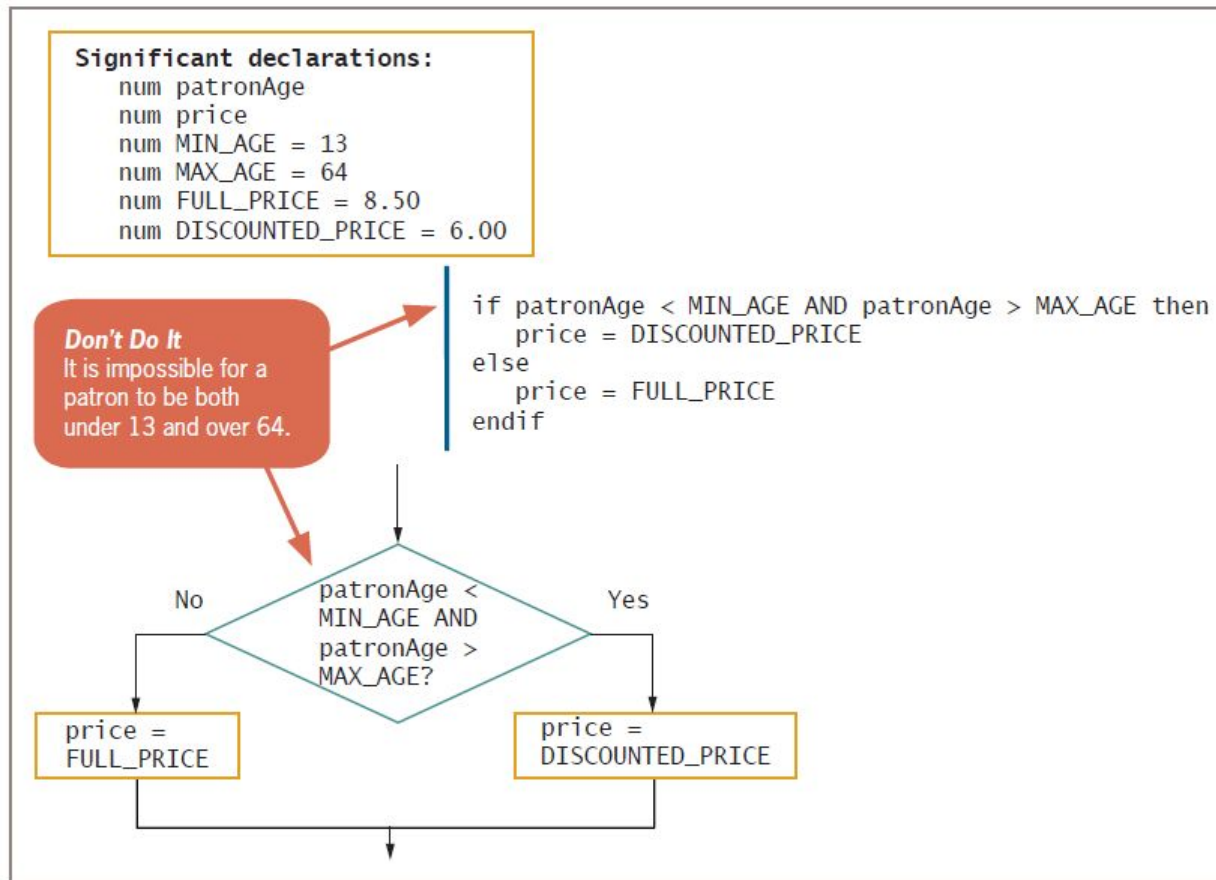 Significant declarations:
num patronAge
num price
num MIN_AGE = 13
num MAX_AGE = 64
num FULL_PRICE = 8.50
num DISCOUNTED_PRICE = 6.00
if patronAge < MIN_AGE AND patronAge > MAX_AGE then
price = DISCOUNTED_PRICE
else
price = FULL_PRICE
endif
Don't Do It
It is impossible for a
patron to be both
under 13 and over 64.
No
patronAge <
MIN_AGE AND
patronAge >
MAX_AGE?
Yes
price =
FULL_PRICE
price =
DISCOUNTED_PRICE